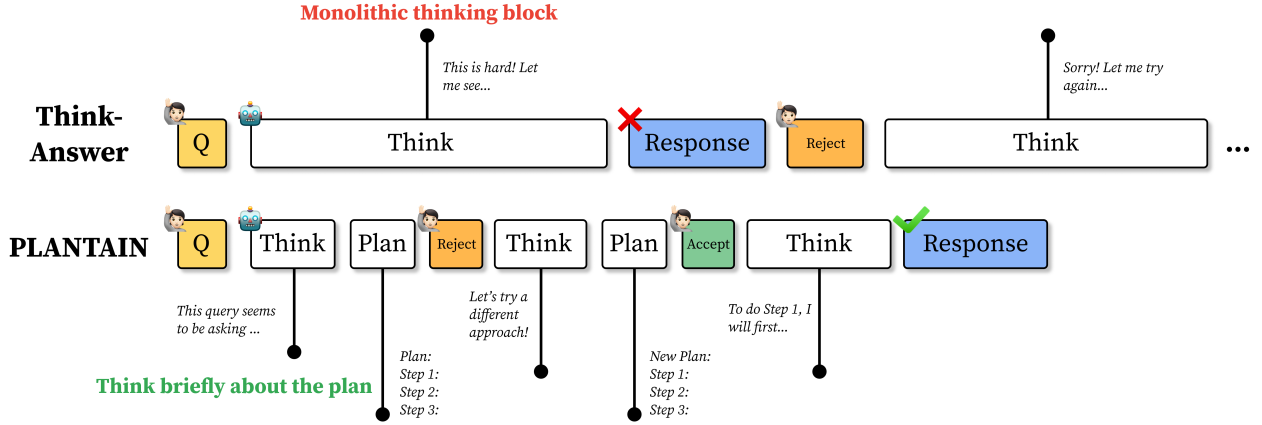 Monolithic thinking block
This is hard! Let
me see...
Sorry! Let me try
again...
Think-
Answer
Q
Think
Response
Reject
Think
...
PLANTAIN
Q
Think
Plan
Reject
Think
Plan
Accept
Think
Response
This query seems
to be asking ...
Let's try a
different
approach!
To do Step 1, I
will first...
Think briefly about the plan
Plan:
Step 1:
Step 2:
Step 3:
New Plan:
Step 1:
Step 2:
Step 3: